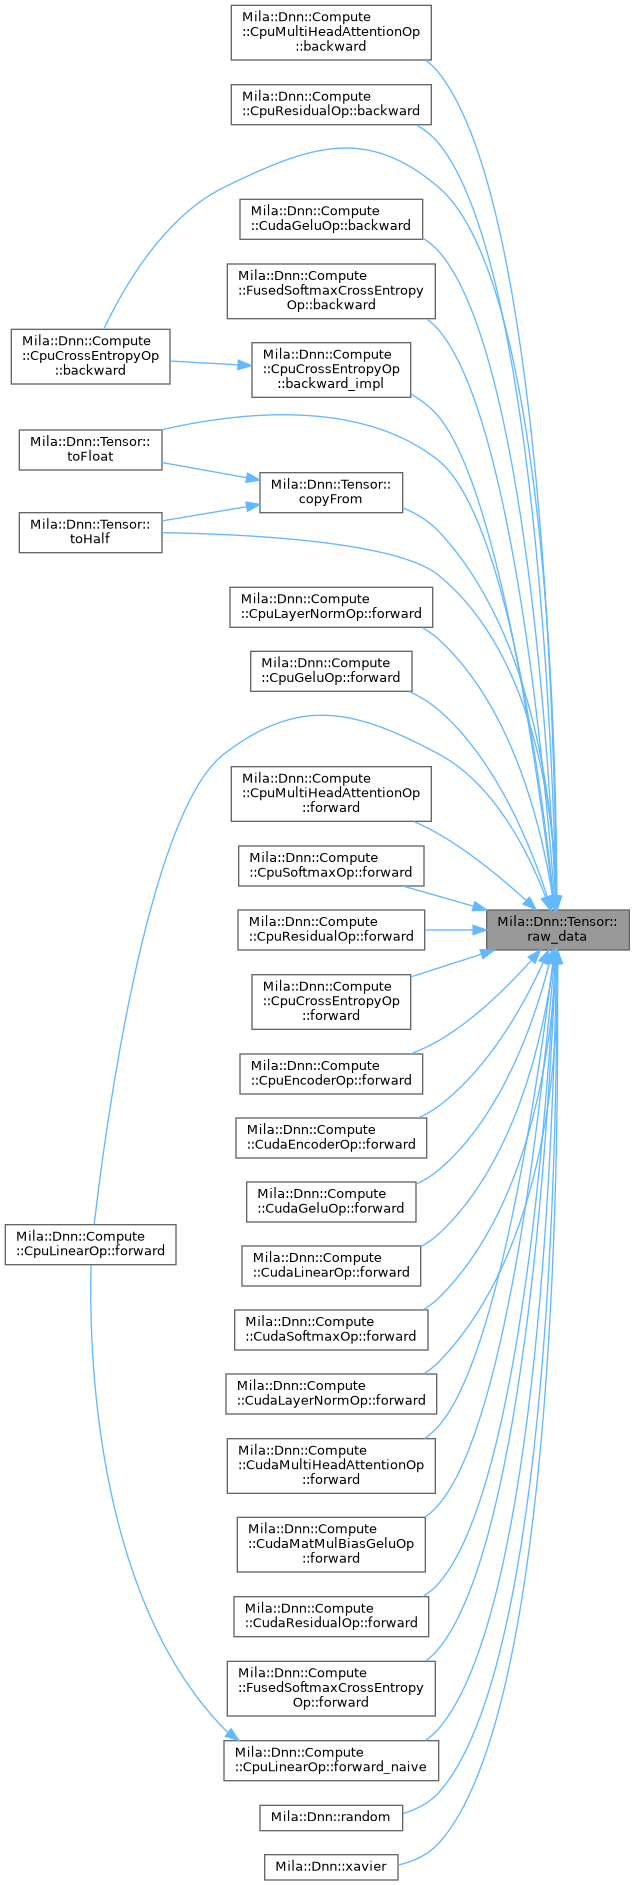 Mila::Dnn::Compute
::CpuMultiHeadAttentionOp
::backward
Mila::Dnn::Compute
::CpuResidualOp::backward
Mila::Dnn::Compute
::CudaGeluOp::backward
Mila::Dnn::Compute
::FusedSoftmaxCrossEntropy
Op::backward
Mila::Dnn::Compute
::CpuCrossEntropyOp
::backward
Mila::Dnn::Compute
::CpuCrossEntropyOp
::backward_impl
Mila::Dnn::Tensor::
toFloat
Mila::Dnn::Tensor::
copyFrom
Mila::Dnn::Tensor::
toHalf
Mila::Dnn::Compute
::CpuLayerNormOp::forward
Mila::Dnn::Compute
::CpuGeluOp::forward
Mila::Dnn::Compute
::CpuMultiHeadAttentionOp
::forward
Mila::Dnn::Compute
::CpuSoftmaxOp::forward
Mila::Dnn::Compute
::CpuResidualOp::forward
Mila::Dnn::Tensor::
raw_data
Mila::Dnn::Compute
::CpuCrossEntropyOp
::forward
Mila::Dnn::Compute
::CpuEncoderOp::forward
Mila::Dnn::Compute
::CudaEncoderOp::forward
Mila::Dnn::Compute
::CudaGeluOp::forward
Mila::Dnn::Compute
::CpuLinearOp::forward
Mila::Dnn::Compute
::CudaLinearOp::forward
Mila::Dnn::Compute
::CudaSoftmaxOp::forward
Mila::Dnn::Compute
::CudaLayerNormOp::forward
Mila::Dnn::Compute
::CudaMultiHeadAttentionOp
::forward
Mila::Dnn::Compute
::CudaMatMulBiasGeluOp
::forward
Mila::Dnn::Compute
::CudaResidualOp::forward
Mila::Dnn::Compute
::FusedSoftmaxCrossEntropy
Op::forward
Mila::Dnn::Compute
::CpuLinearOp::forward_naive
Mila::Dnn::random
Mila::Dnn::xavier